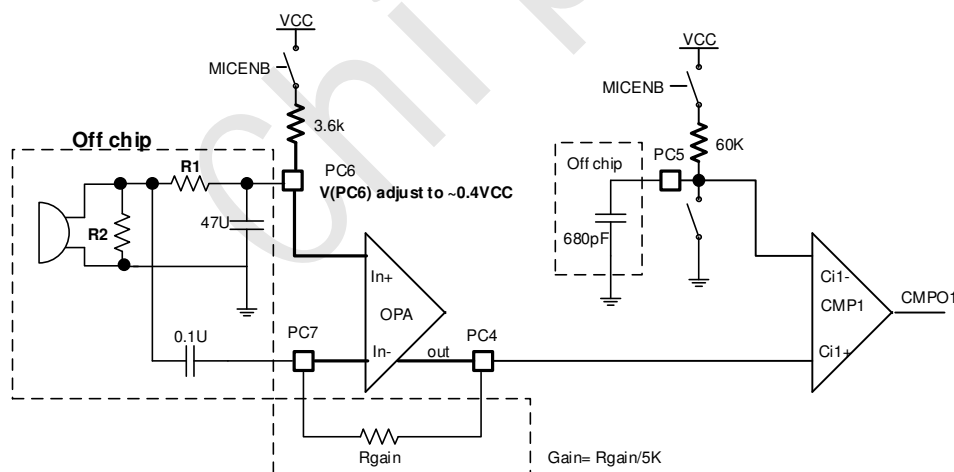 chip
VCC
VCC
MICENB
MICENB
3.6k
60K
Off chip
Off chip
R1
PC6
PC5
V(PC6) adjust to ~0.4VCC
47U
R2
680pF
In+
OPA
Ci1-
CMP1
CMPO1
0.1U
PC7
In-
out
PC4
Ci1+
Rgain
Gain= Rgain/5K